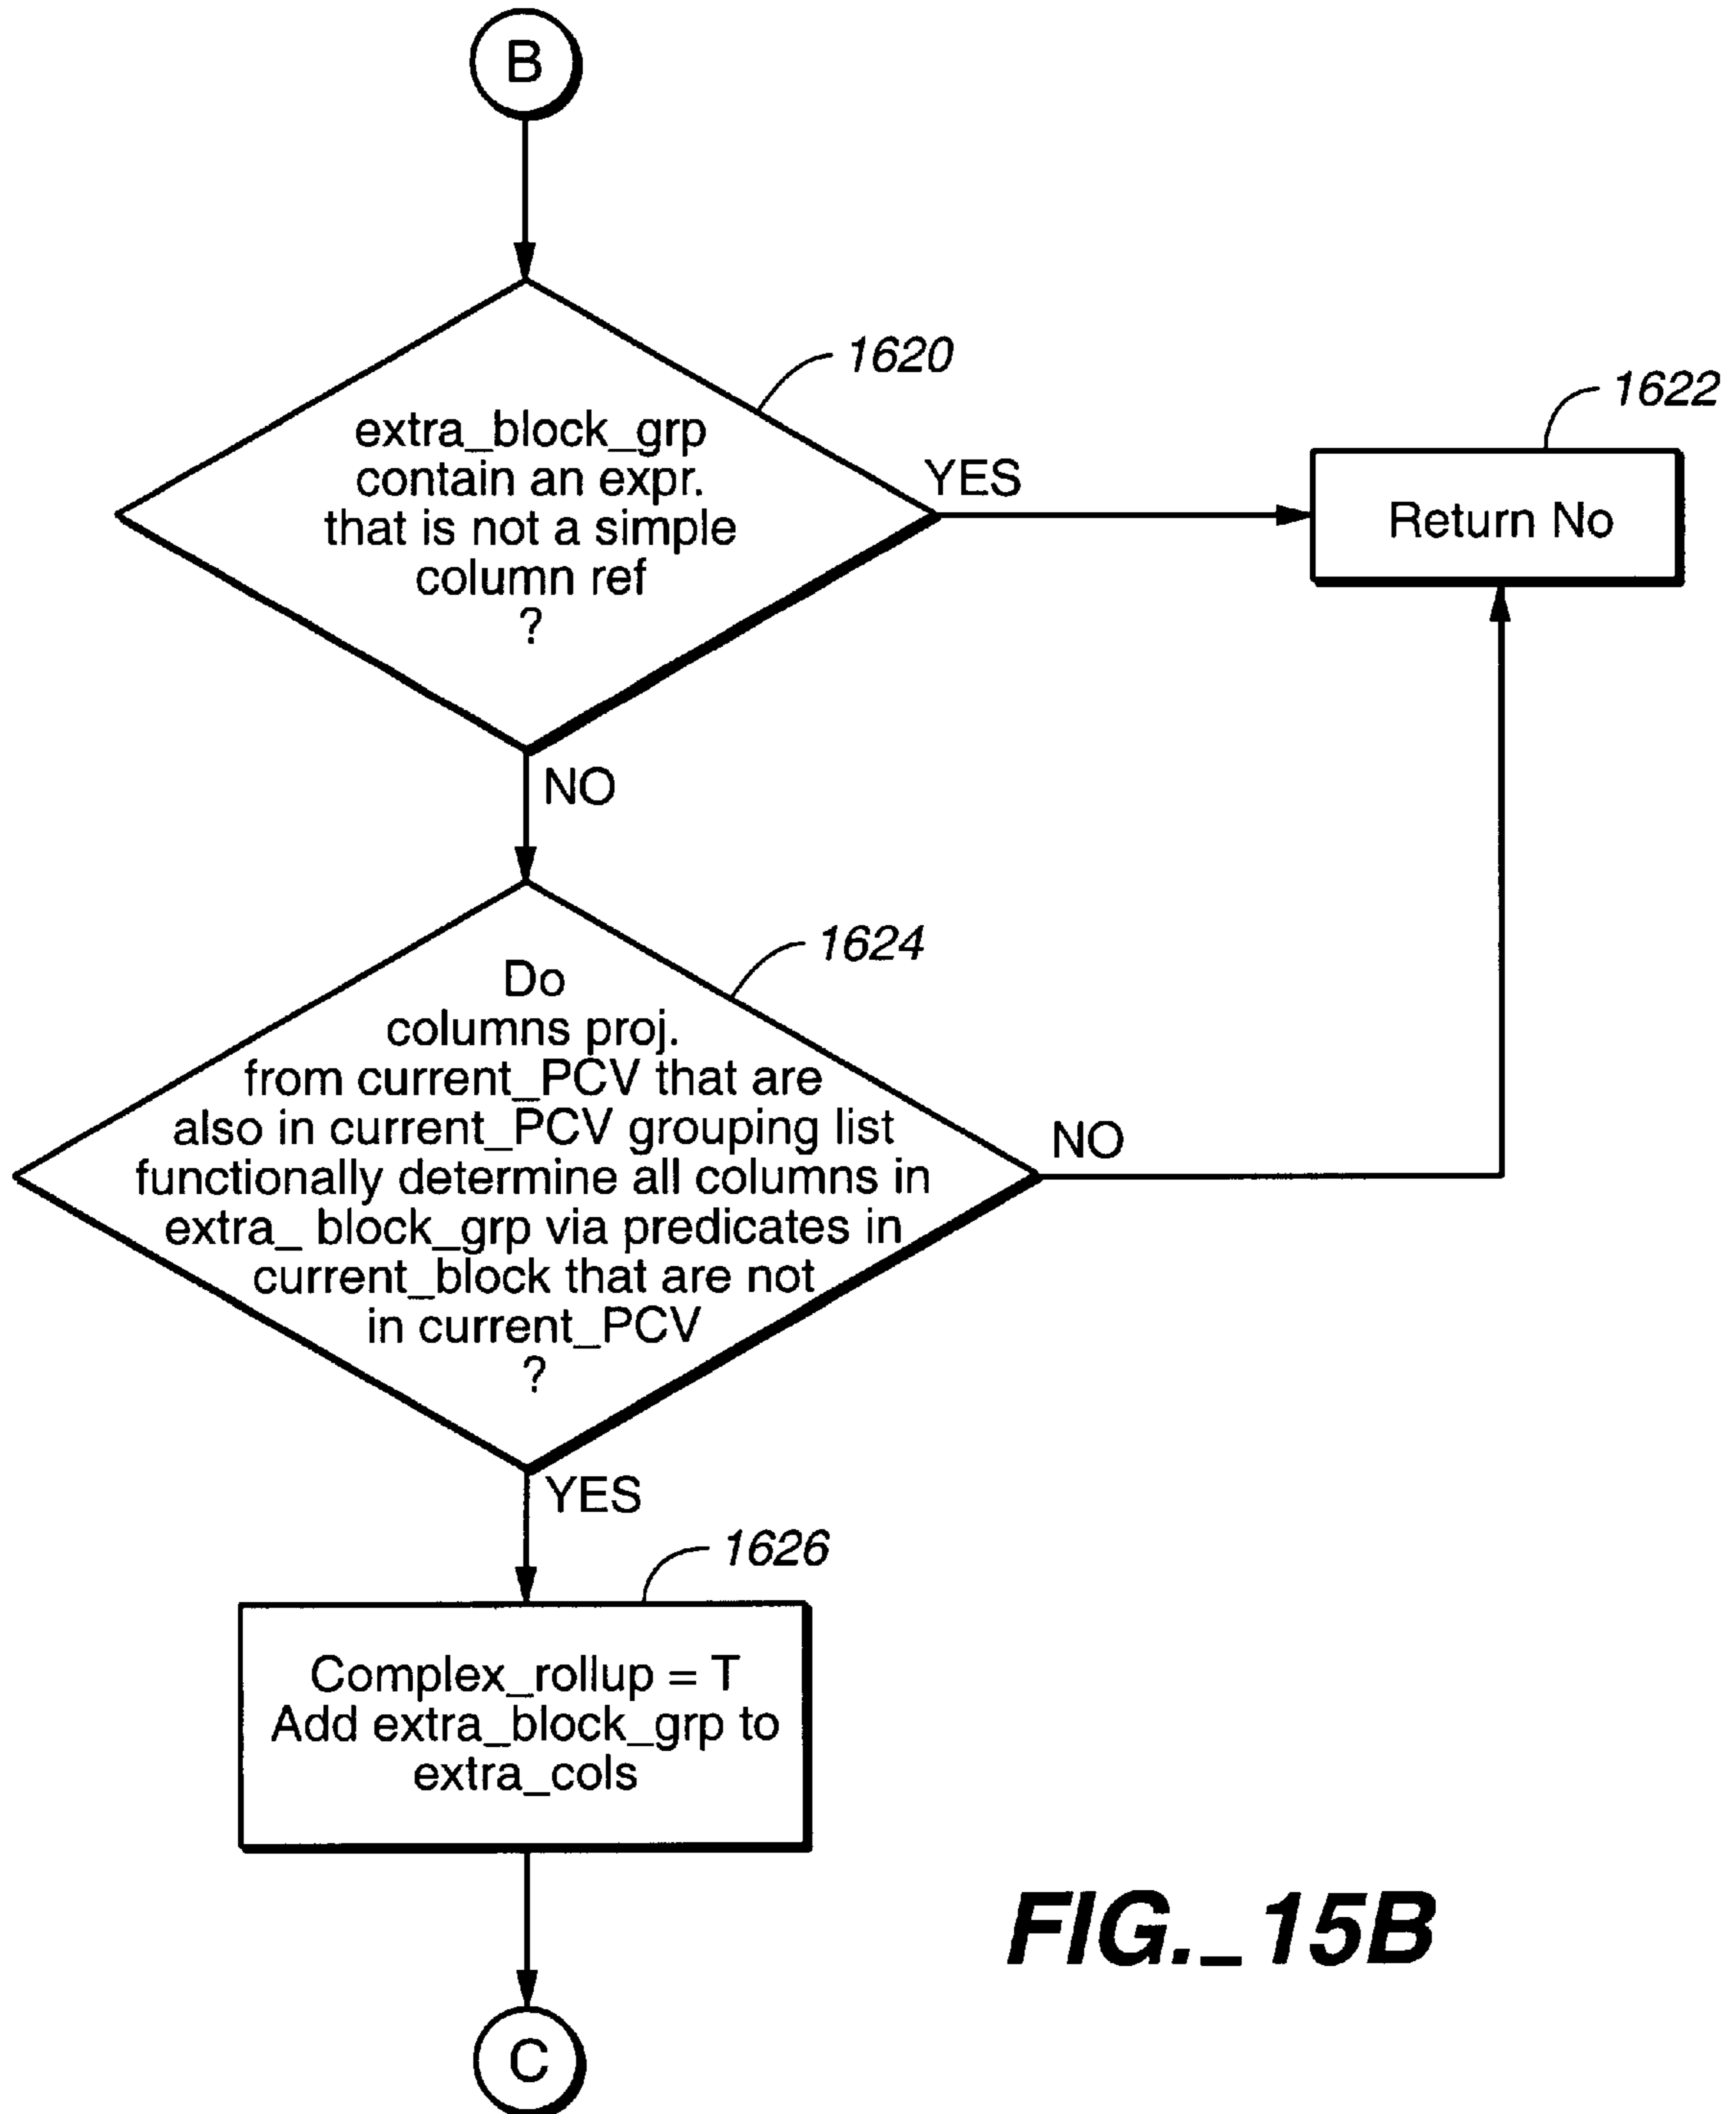 B
1620
extra_block_grp
contain an expr.
that is not a simple
column ref
?
YES
1622
Return No
NO
1624
Do
columns proj.
from current_PCV that are
also in current_PCV grouping list
functionally determine all columns in
extra_ block_grp via predicates in
current_block that are not
in current_PCV
?
NO
YES
1626
Complex_rollup = T
Add extra_block_grp to
extra_cols
C
FIG._15B